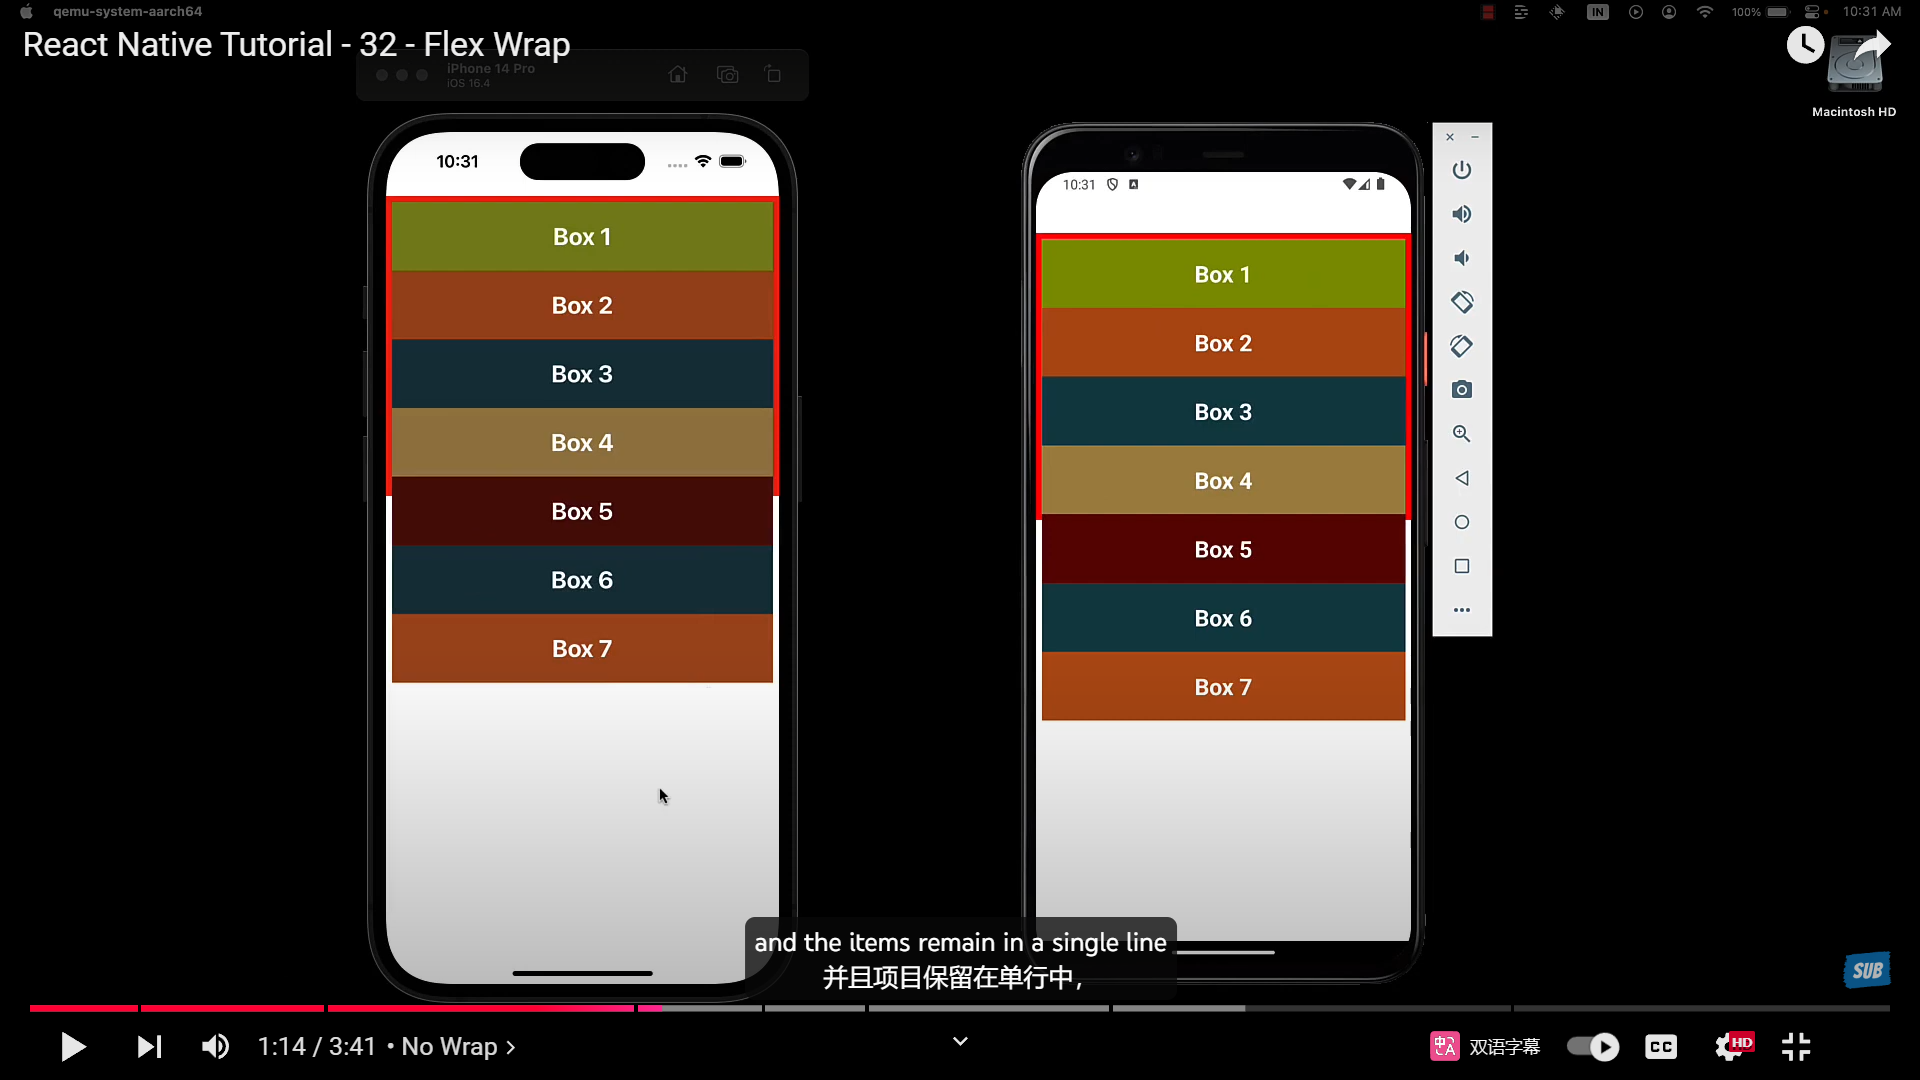 qemu-system-aarch64
IN
100%
10:31 AM
React Native Tutorial - 32 - Flex Wrap
iPhone 14 Pro
iOS 16.4
Macintosh HD
10:31
Box 1
Box 2
Box 3
Box 4
Box 5
Box 6
Box 7
10:31
A
Box 1
Box 2
Box 3
Box 4
Box 5
Box 6
Box 7
and the items remain in a single line
并且项目保留在单行中，
SUB
1:14 / 3:41 • No Wrap >
中A
双语字幕
CC
HD